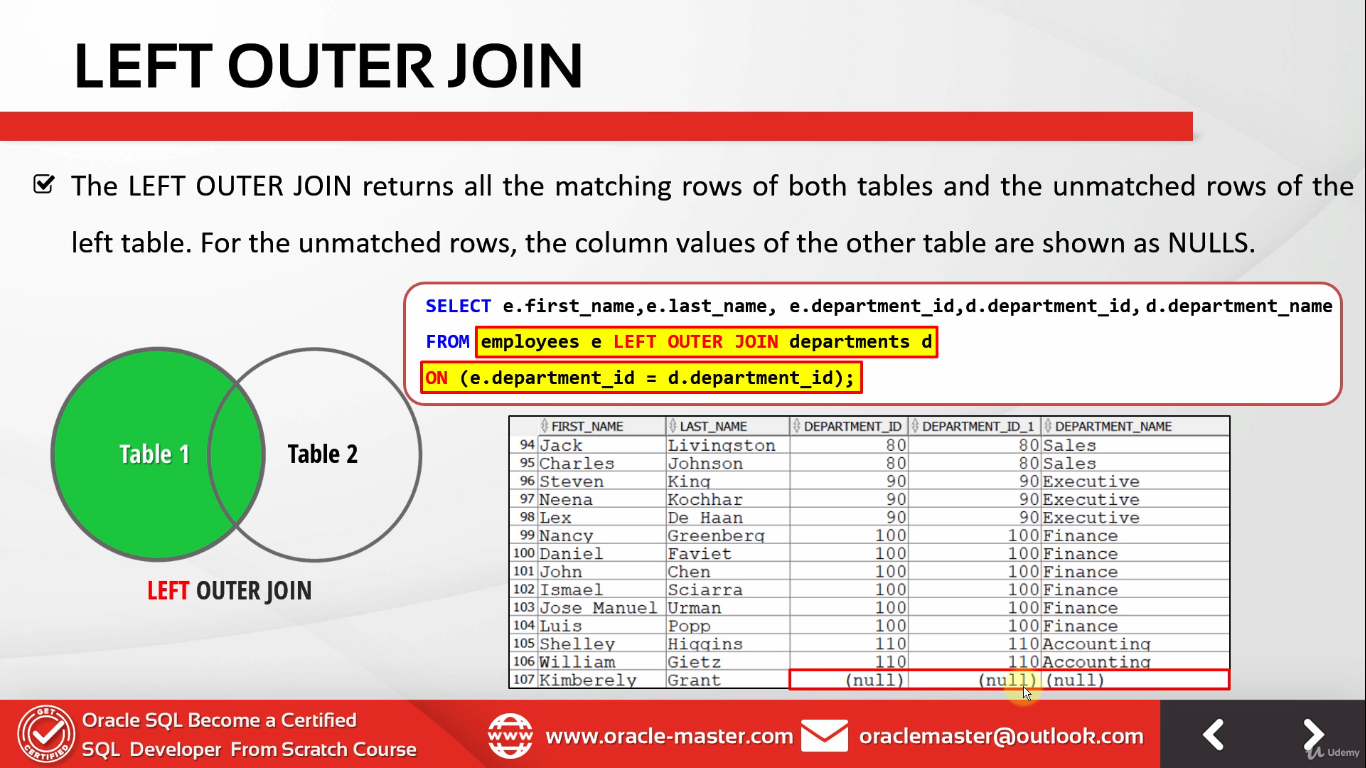 LEFT OUTER JOIN
The LEFT OUTER JOIN returns all the matching rows of both tables and the unmatched rows of the
left table. For the unmatched rows, the column values of the other table are shown as NULLS.
SELECT e.first_name,e.last_name, e.department_id,d.department_id, d.department_name
FROM employees e LEFT OUTER JOIN departments d
ON (e.department_id = d.department_id);
Table 1 Table 2
LEFT OUTER JOIN
FIRST_NAME LAST_NAME DEPARTMENT_ID DEPARTMENT_ID_1 DEPARTMENT_NAME
94 Jack Livingston 80 80 Sales
95 Charles Johnson 80 80 Sales
96 Steven King 90 90 Executive
97 Neena Kochhar 90 90 Executive
98 Lex De Haan 90 90 Executive
99 Nancy Greenberg 100 100 Finance
100 Daniel Faviet 100 100 Finance
101 John Chen 100 100 Finance
102 Ismael Sciarra 100 100 Finance
103 Jose Manuel Urman 100 100 Finance
104 Luis Popp 100 100 Finance
105 Shelley Higgins 110 110 Accounting
106 William Gietz 110 110 Accounting
107 Kimberely Grant (null) (null) (null)
GET CERTIFIED
Oracle SQL Become a Certified
SQL Developer From Scratch Course
www
www.oracle-master.com
oraclemaster@outlook.com
Udemy